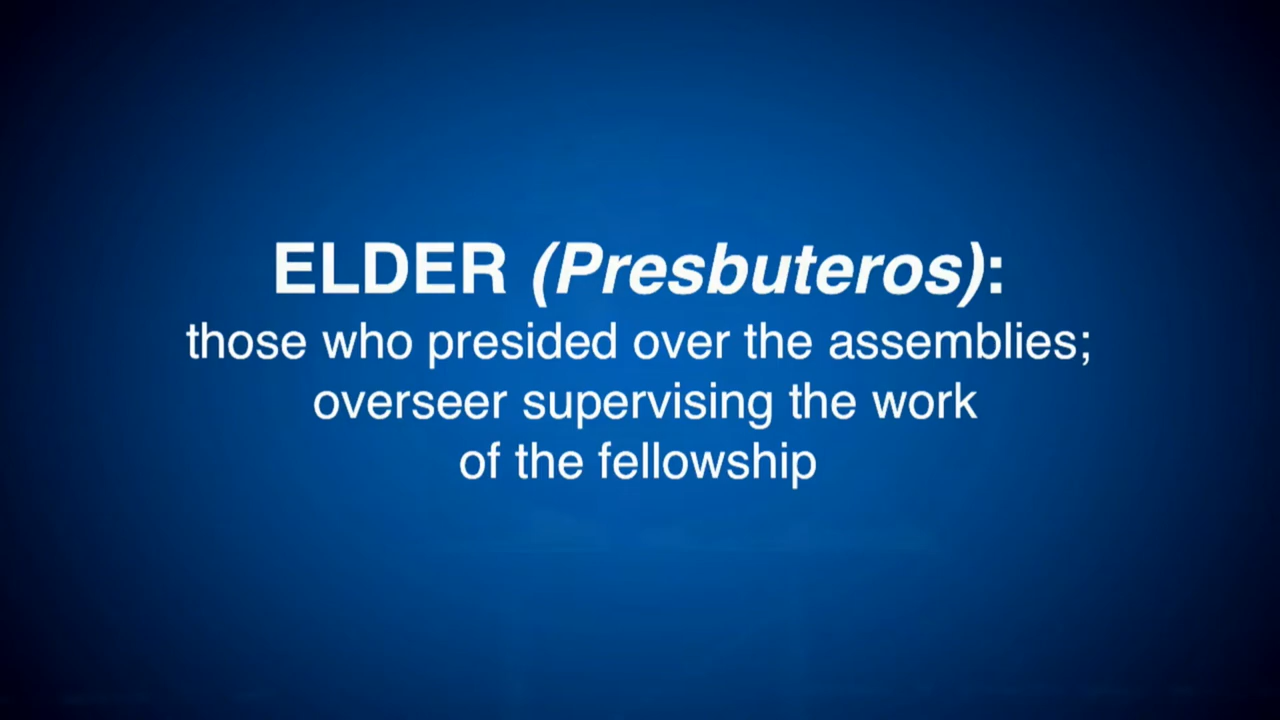 ELDER (Presbuteros):
those who presided over the assemblies;
overseer supervising the work
of the fellowship